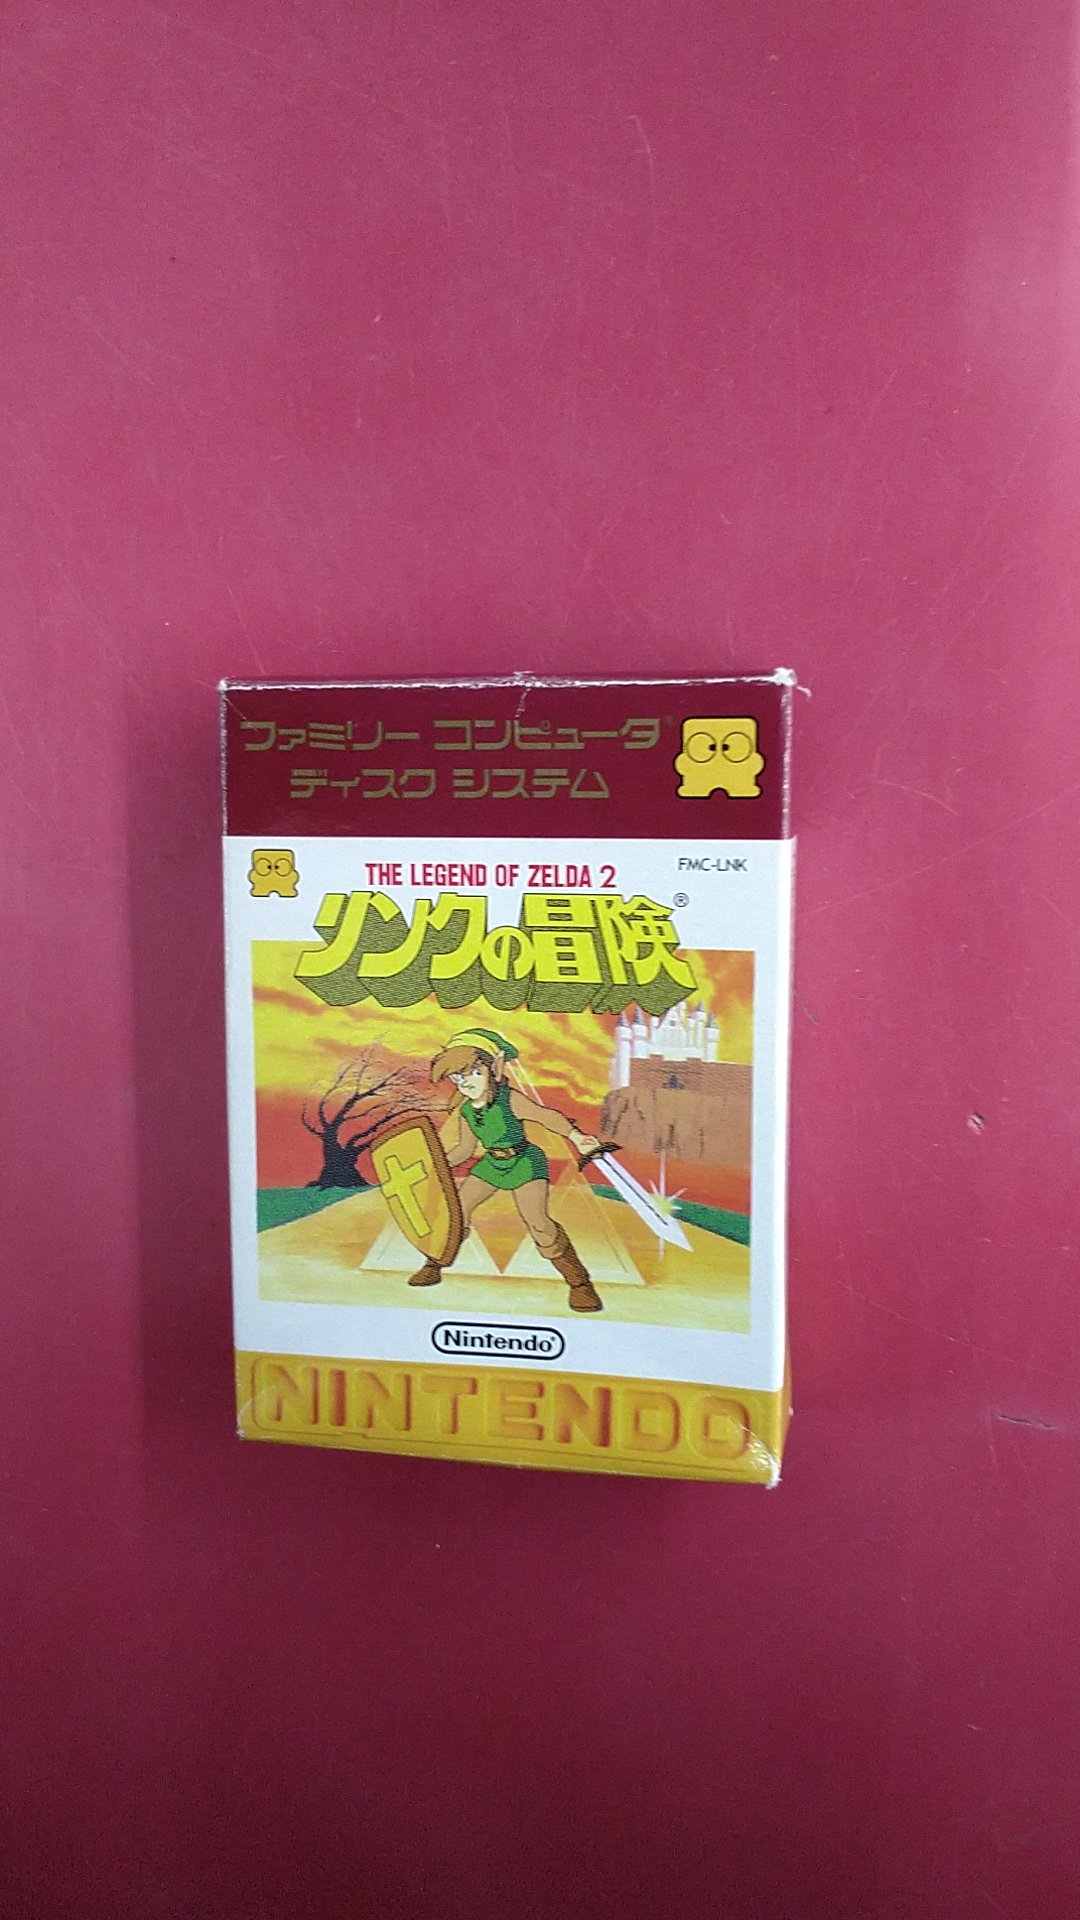 ファミリー コンピュータ
ディスク システム
FMC-LNK
THE LEGEND OF ZELDA 2
リンクの冒険®
Nintendo®
NINTENDO